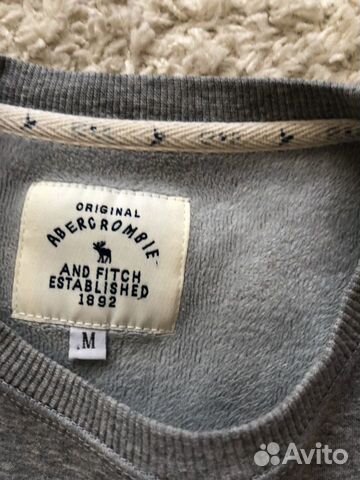 ORIGINAL
ABERCROMBIE
AND FITCH
ESTABLISHED
1892
M
Avito